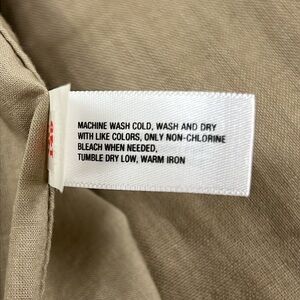 MACHINE WASH COLD, WASH AND DRY
WITH LIKE COLORS, ONLY NON-CHLORINE
BLEACH WHEN NEEDED,
TUMBLE DRY LOW, WARM IRON